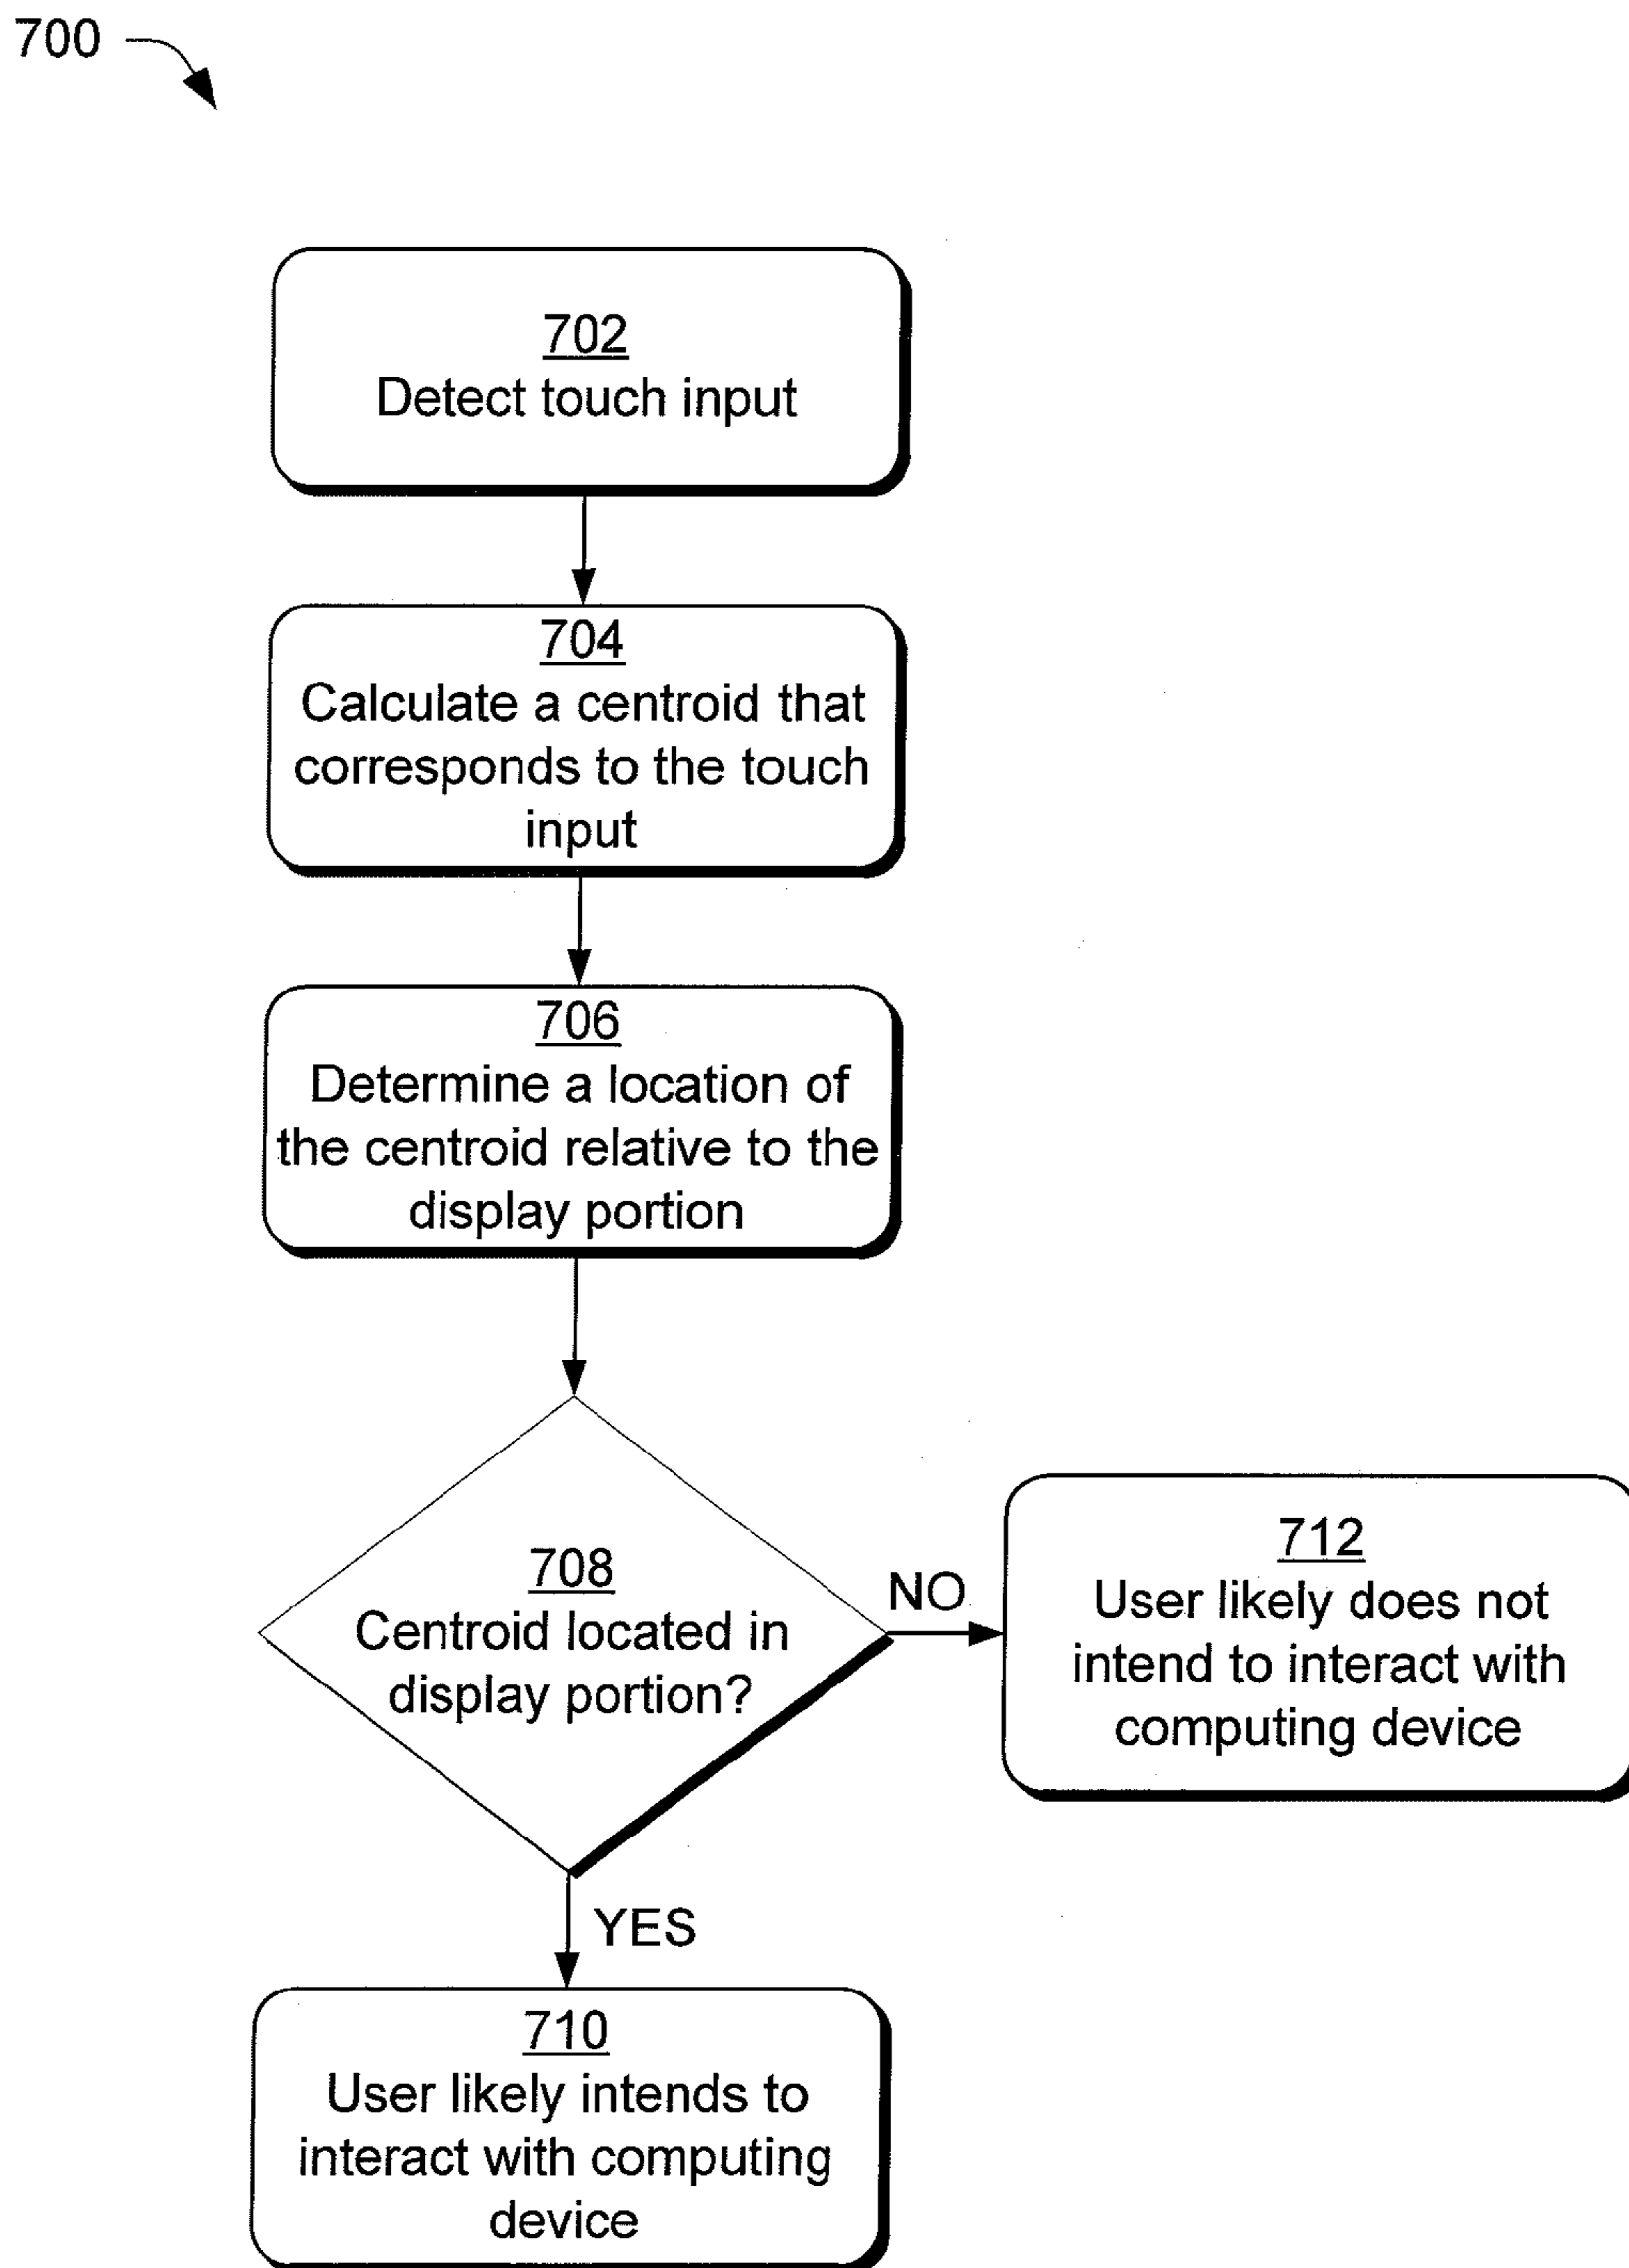 700
702
Detect touch input
704
Calculate a centroid that
corresponds to the touch
input
706
Determine a location of
the centroid relative to the
display portion
708
Centroid located in
display portion?
NO
712
User likely does not
intend to interact with
computing device
YES
710
User likely intends to
interact with computing
device